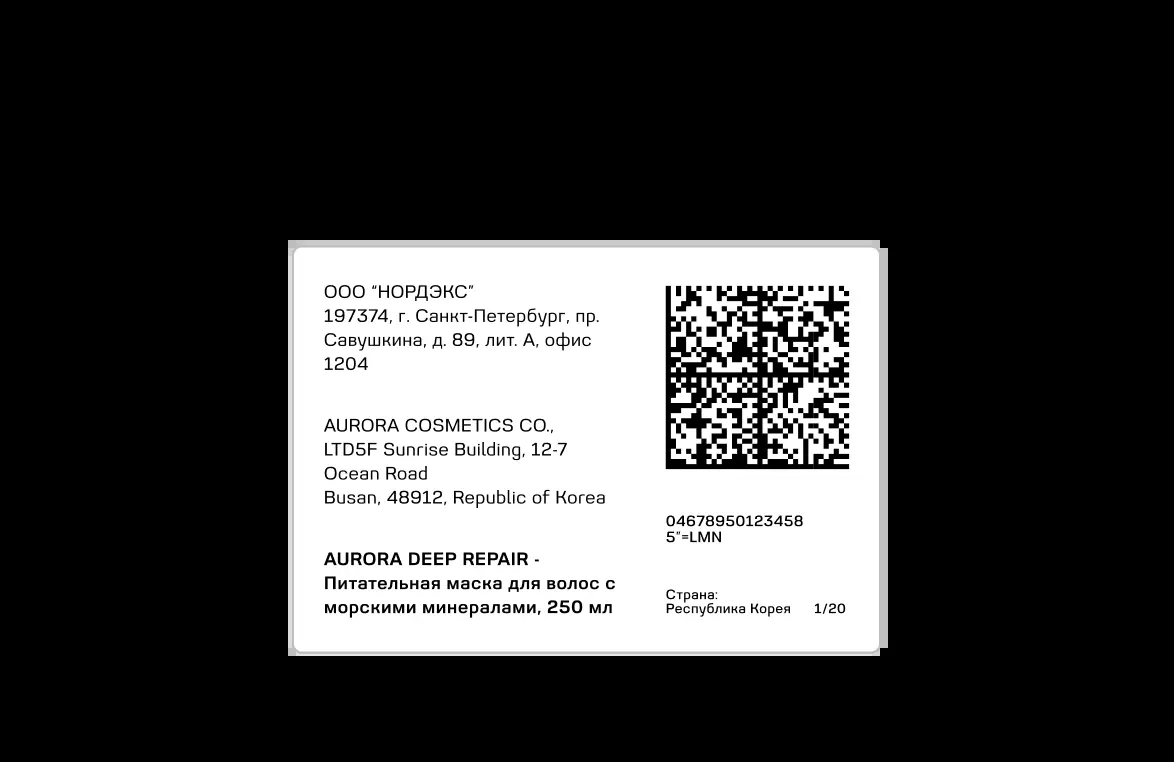 ООО “НОРДЭКС”
197374, г. Санкт-Петербург, пр.
Савушкина, д. 89, лит. А, офис
1204
AURORA COSMETICS CO.,
LTD5F Sunrise Building, 12-7
Ocean Road
Busan, 48912, Republic of Korea
AURORA DEEP REPAIR -
Питательная маска для волос с
морскими минералами, 250 мл
04678950123458
5"=LMN
Страна:
Республика Корея 1/20